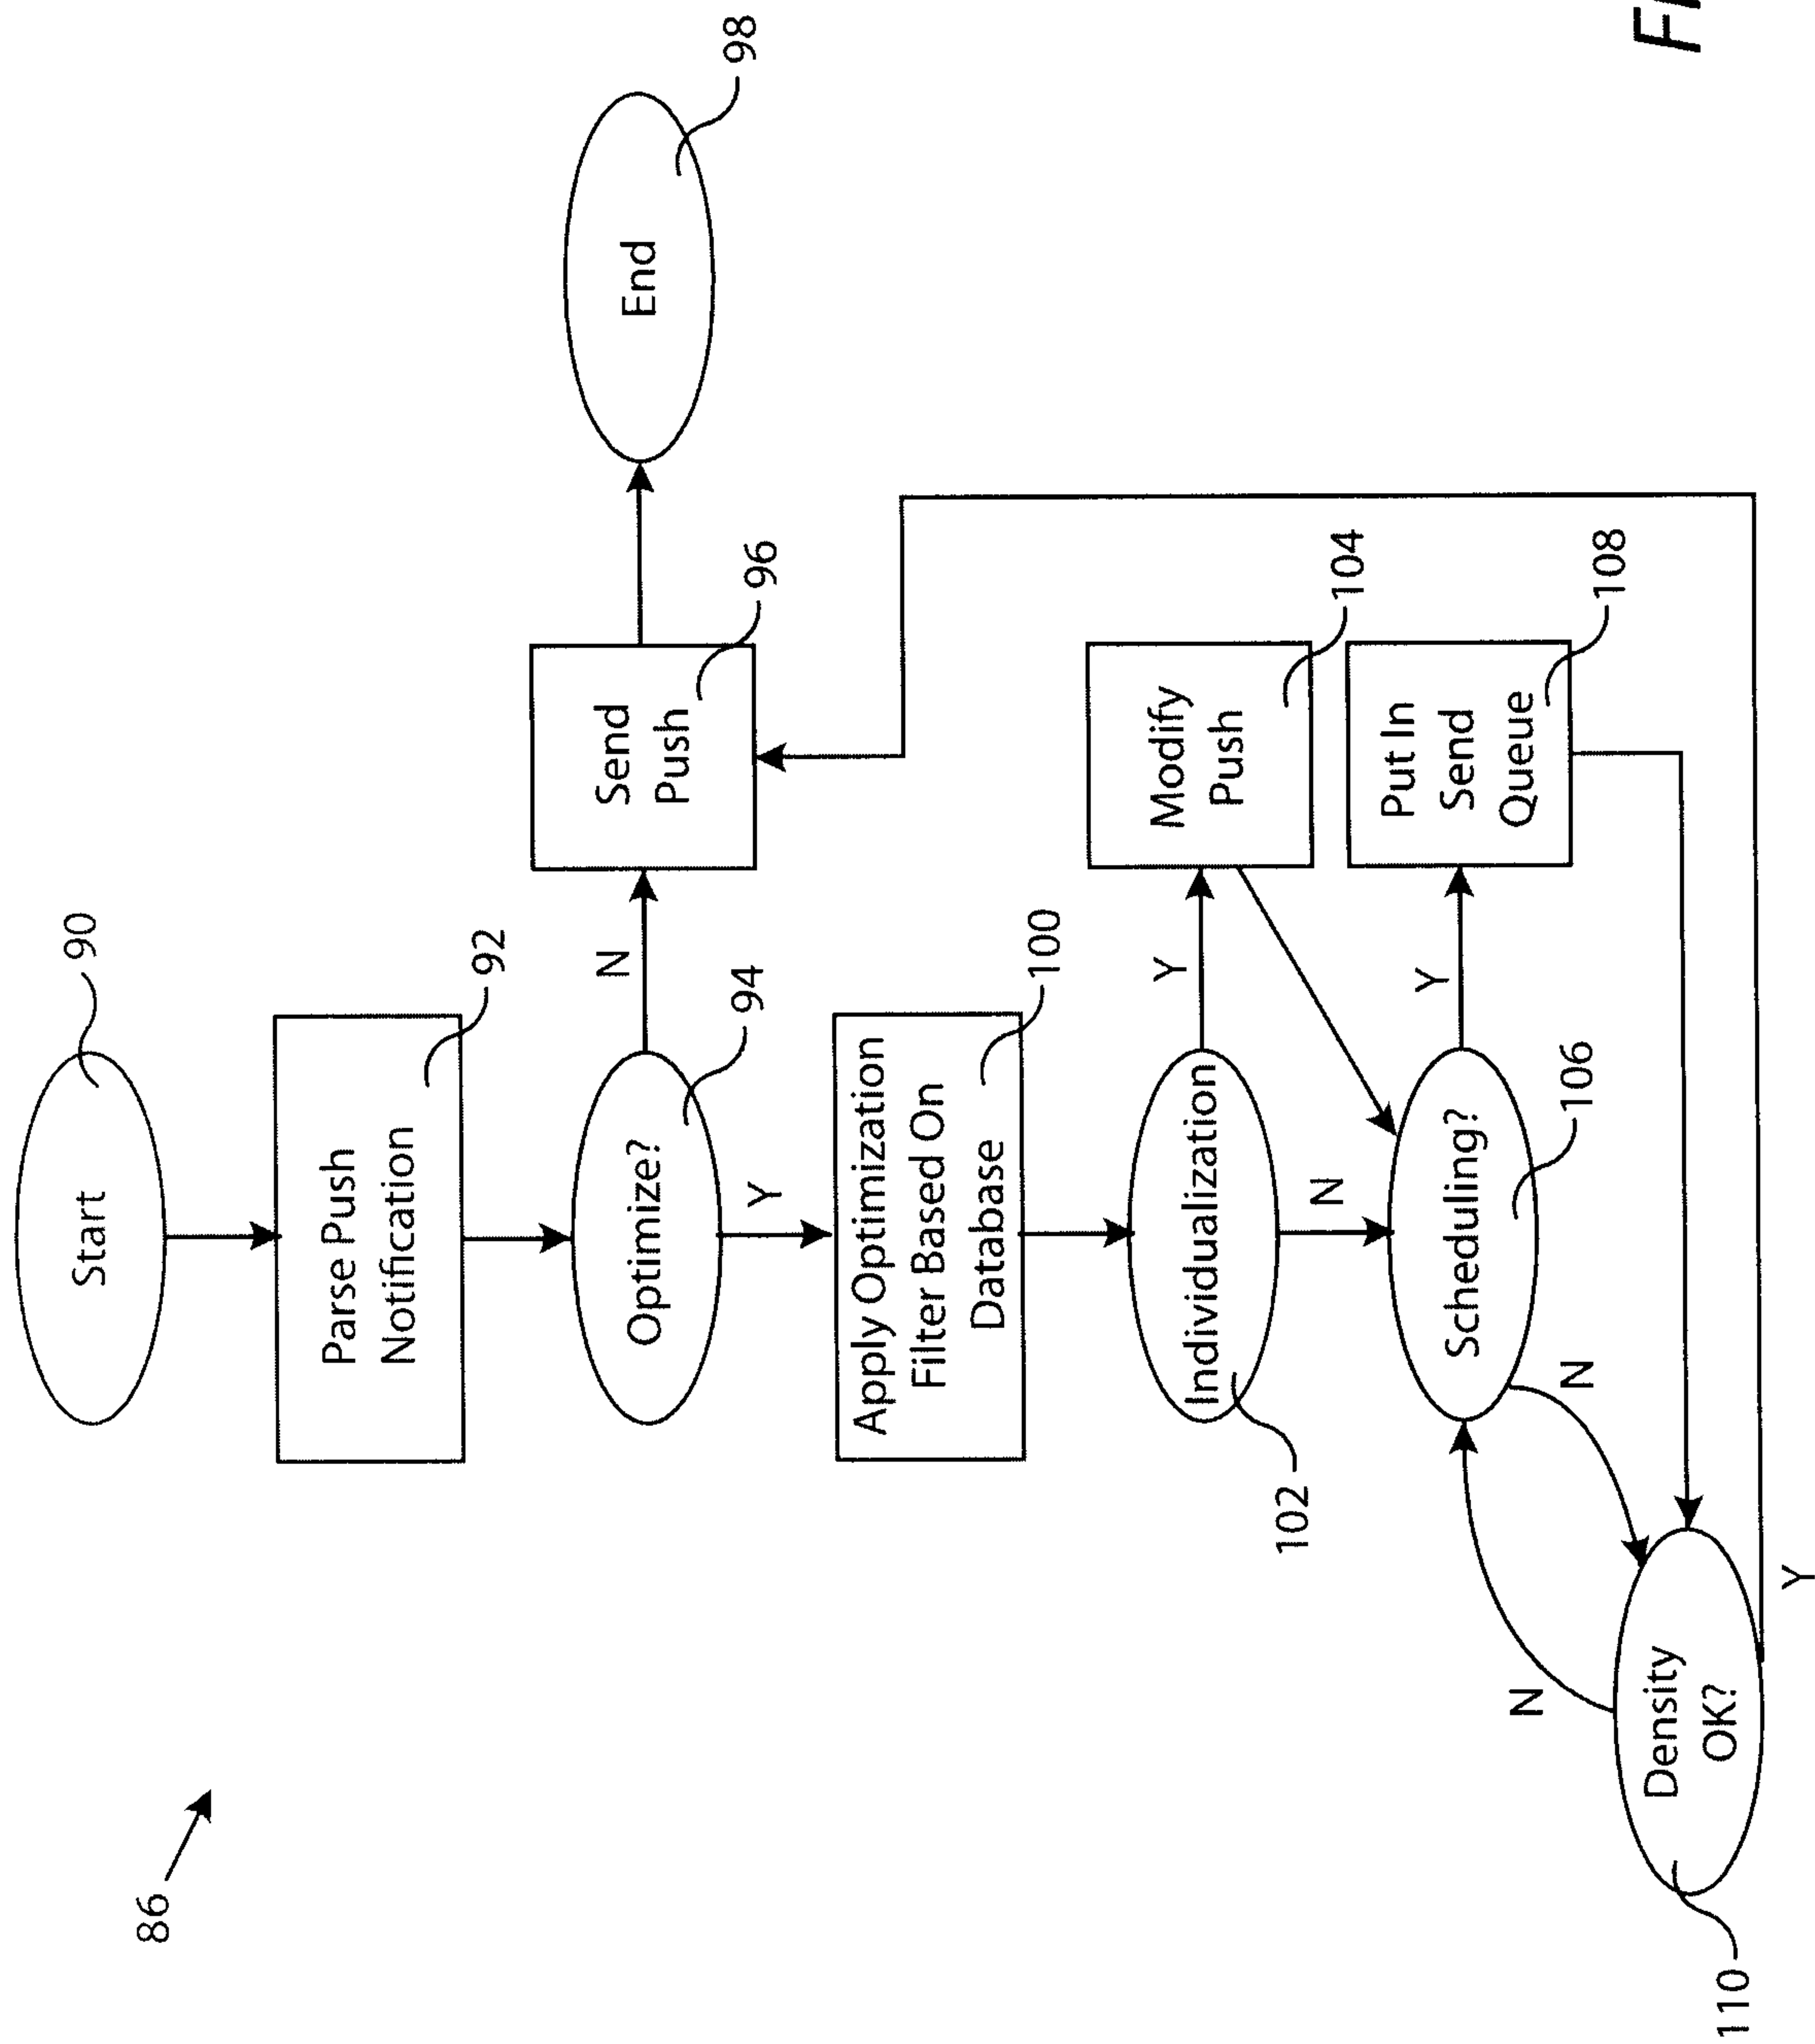 86
Start
90
Parse Push
Notification
92
Optimize?
94
N
Send
Push
96
End
98
Y
Apply Optimization
Filter Based On
Database
100
Individualization
102
Y
Modify
Push
104
N
Scheduling?
106
Y
Put In
Send
Queue
108
N
N
Density
OK?
110
Y